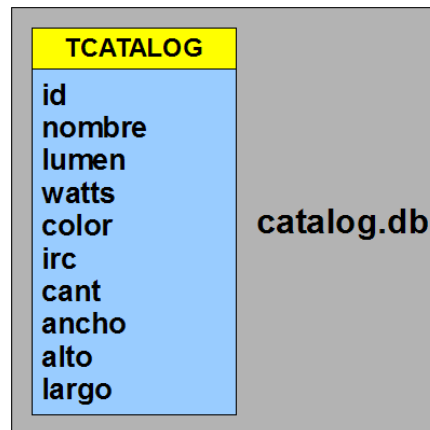 TCATALOG
id
nombre
lumen
watts
color
irc
cant
ancho
alto
largo
catalog.db